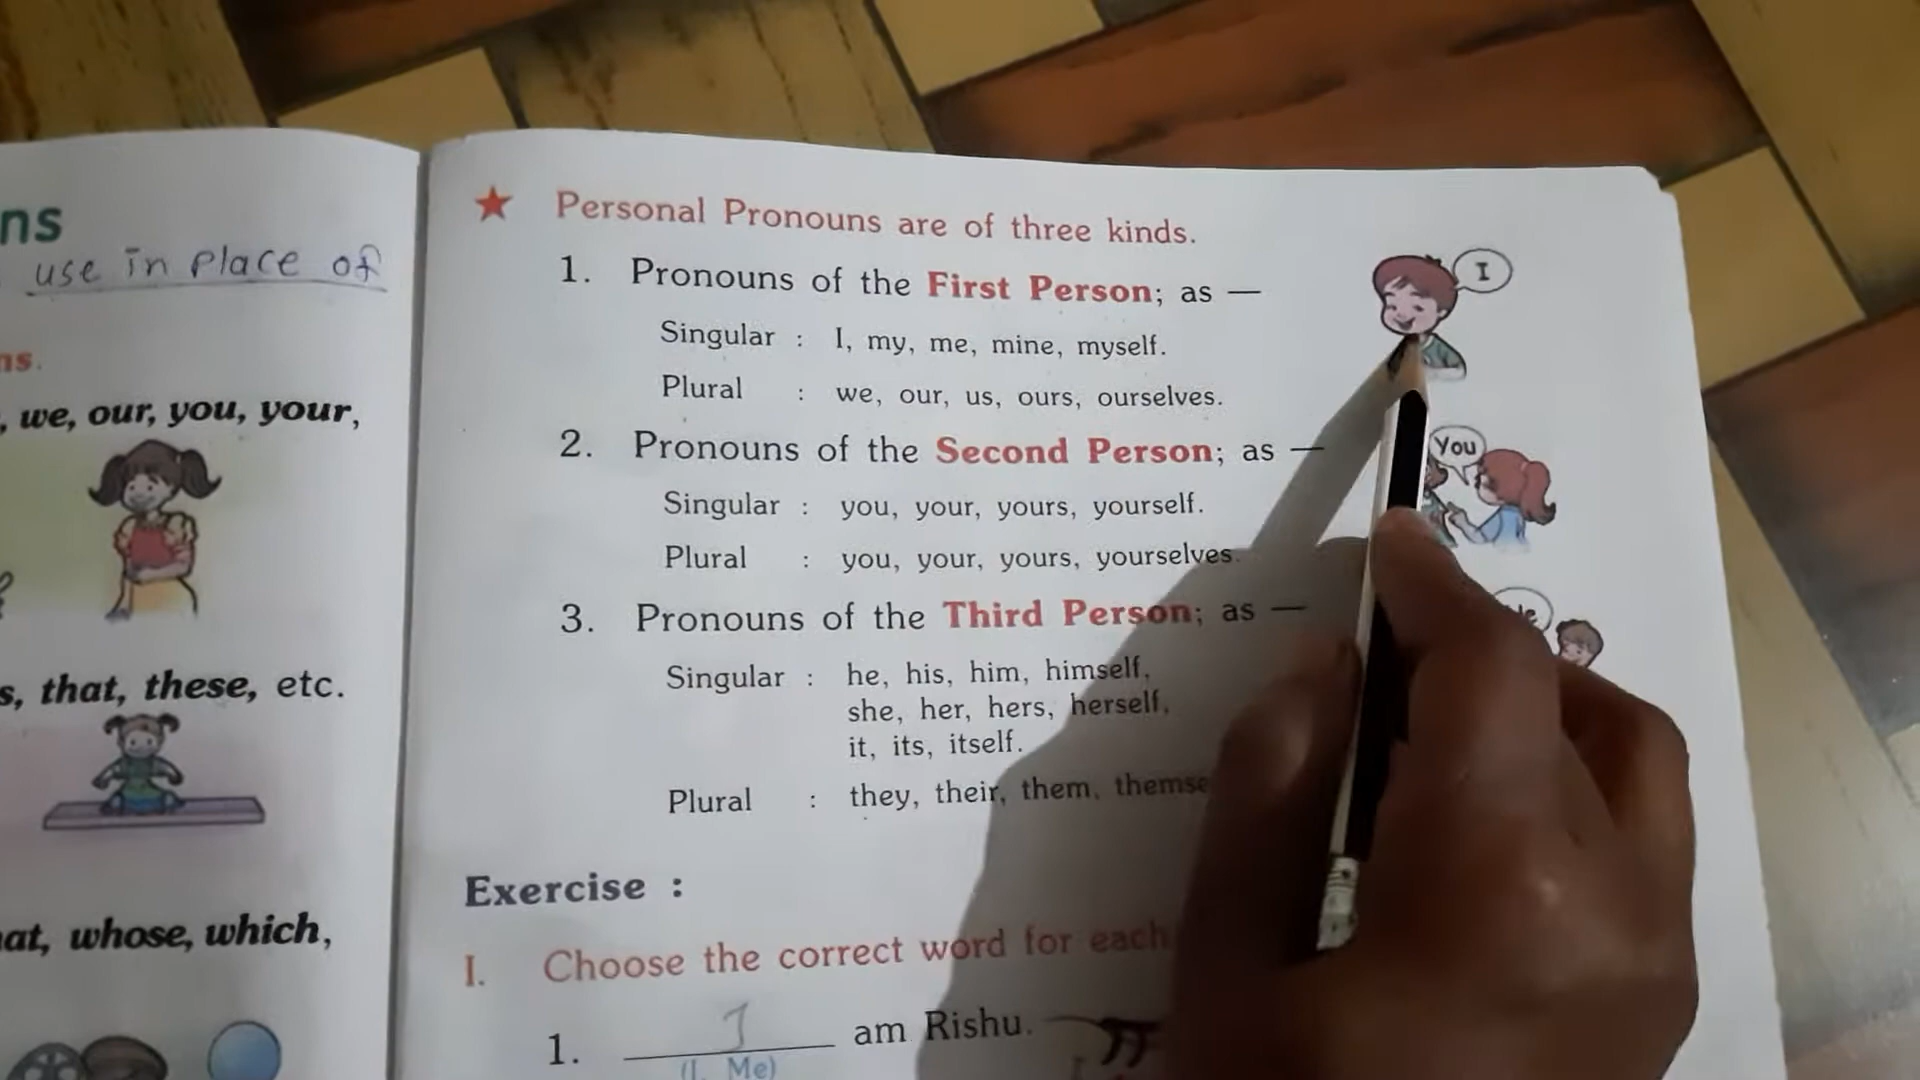 ns
use in place of
ns.
, we, our, you, your,
s, that, these, etc.
whose, which,
★ Personal Pronouns are of three kinds.
1. Pronouns of the First Person; as —
Singular : I, my, me, mine, myself.
Plural : we, our, us, ours, ourselves.
I
2. Pronouns of the Second Person; as —
Singular : you, your, yours, yourself.
Plural : you, your, yours, yourselves.
You
3. Pronouns of the Third Person; as —
Singular : he, his, him, himself,
she, her, hers, herself,
it, its, itself.
Plural : they, their, them, themse
Exercise :
I. Choose the correct word for each
1. I am Rishu.
(I, Me)